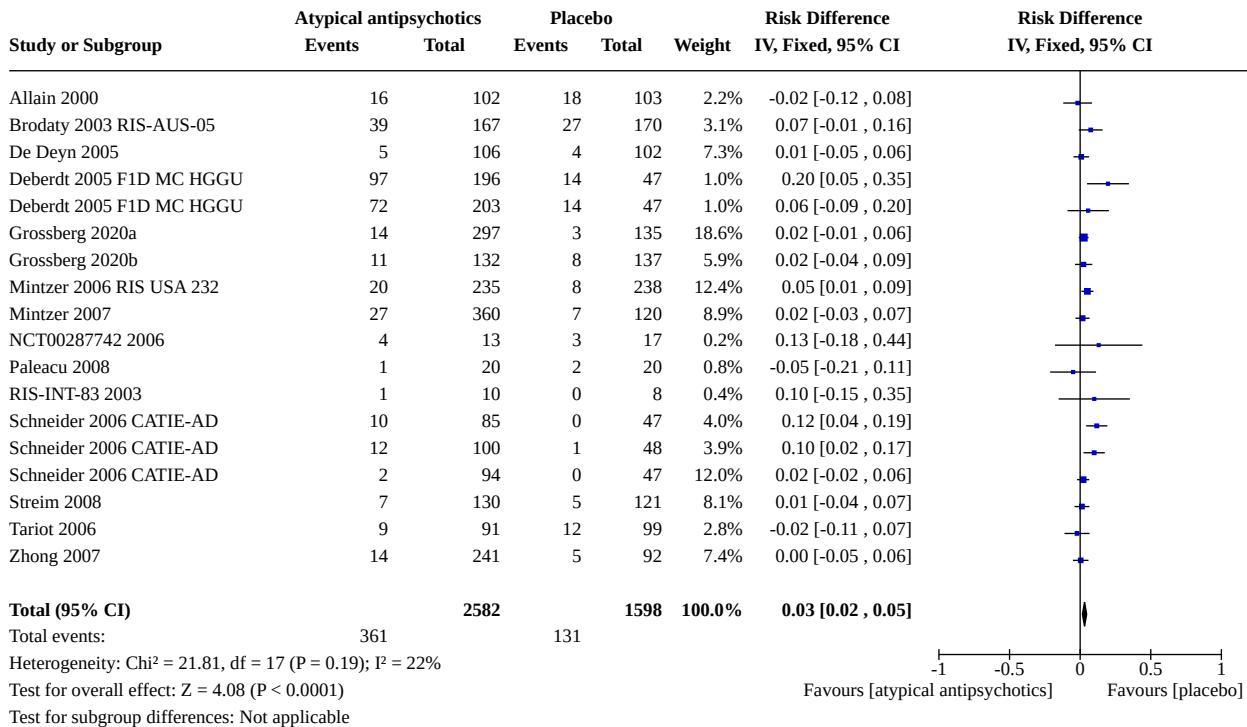 Atypical antipsychotics Placebo Risk Difference Risk Difference
Study or Subgroup Events Total Events Total Weight IV, Fixed, 95% CI IV, Fixed, 95% CI
Allain 2000 16 102 18 103 2.2% -0.02 [-0.12 , 0.08]
Brodaty 2003 RIS-AUS-05 39 167 27 170 3.1% 0.07 [-0.01 , 0.16]
De Deyn 2005 5 106 4 102 7.3% 0.01 [-0.05 , 0.06]
Deberdt 2005 F1D MC HGGU 97 196 14 47 1.0% 0.20 [0.05 , 0.35]
Deberdt 2005 F1D MC HGGU 72 203 14 47 1.0% 0.06 [-0.09 , 0.20]
Grossberg 2020a 14 297 3 135 18.6% 0.02 [-0.01 , 0.06]
Grossberg 2020b 11 132 8 137 5.9% 0.02 [-0.04 , 0.09]
Mintzer 2006 RIS USA 232 20 235 8 238 12.4% 0.05 [0.01 , 0.09]
Mintzer 2007 27 360 7 120 8.9% 0.02 [-0.03 , 0.07]
NCT00287742 2006 4 13 3 17 0.2% 0.13 [-0.18 , 0.44]
Paleacu 2008 1 20 2 20 0.8% -0.05 [-0.21 , 0.11]
RIS-INT-83 2003 1 10 0 8 0.4% 0.10 [-0.15 , 0.35]
Schneider 2006 CATIE-AD 10 85 0 47 4.0% 0.12 [0.04 , 0.19]
Schneider 2006 CATIE-AD 12 100 1 48 3.9% 0.10 [0.02 , 0.17]
Schneider 2006 CATIE-AD 2 94 0 47 12.0% 0.02 [-0.02 , 0.06]
Streim 2008 7 130 5 121 8.1% 0.01 [-0.04 , 0.07]
Tariot 2006 9 91 12 99 2.8% -0.02 [-0.11 , 0.07]
Zhong 2007 14 241 5 92 7.4% 0.00 [-0.05 , 0.06]
Total (95% CI) 2582 1598 100.0% 0.03 [0.02 , 0.05]
Total events: 361 131
Heterogeneity: Chi² = 21.81, df = 17 (P = 0.19); I² = 22%
-1 -0.5 0 0.5 1
Test for overall effect: Z = 4.08 (P < 0.0001) Favours [atypical antipsychotics] Favours [placebo]
Test for subgroup differences: Not applicable